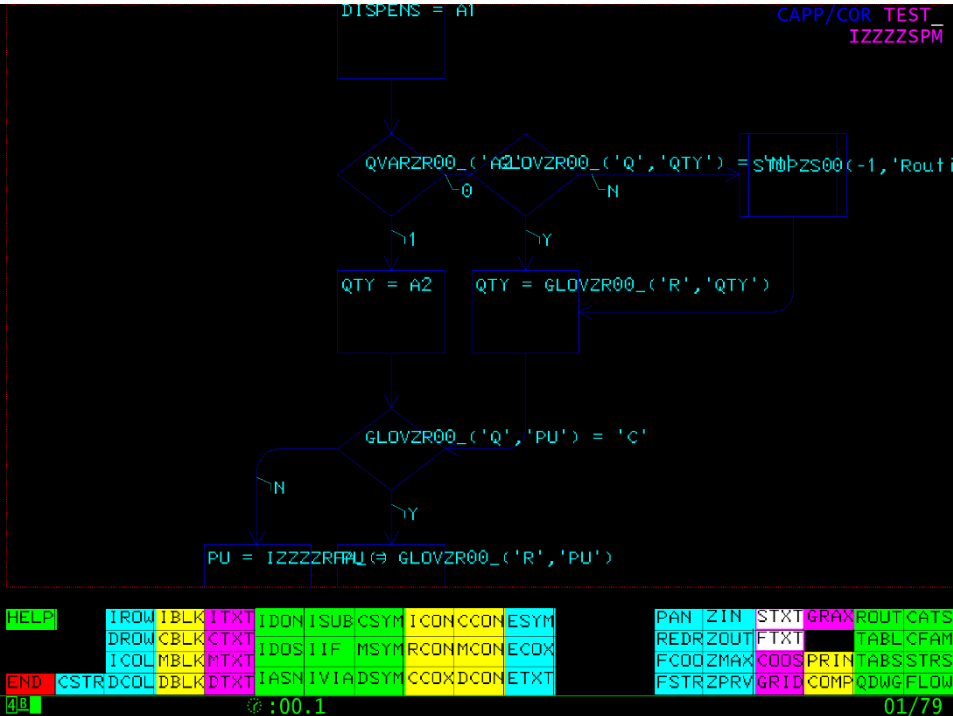 DISPENS = A1
CAPP/COR TEST_
IZZZZSPM
QVARZR00_('A2'
GLOVZR00_('Q','QTY') =
STOPZS00(-1,'Routi
0
N
1
Y
QTY = A2
QTY = GLOVZR00_('R','QTY')
GLOVZR00_('Q','PU') = 'C'
N
Y
PU = GLOVZR00_('R','PU')
HELP IROW IBLK ITXT IDON ISUB CSYM ICON CCON ESYM PAN ZIN STXT GRAX ROUT CATS
DROW CBLK CTXT IDOS IIF MSYM RCON MCON ECOX REDR ZOUT FTXT TABL CFAM
ICOL MBLK MTXT FCOO ZMAX COOS PRIN TABS STRS
END CSTR DCOL DBLK DTXT IASN IVIA DSYM CCOX DCON ETXT FSTR ZPRV GRID COMP QDWG FLOW
4B :00.1 01/79